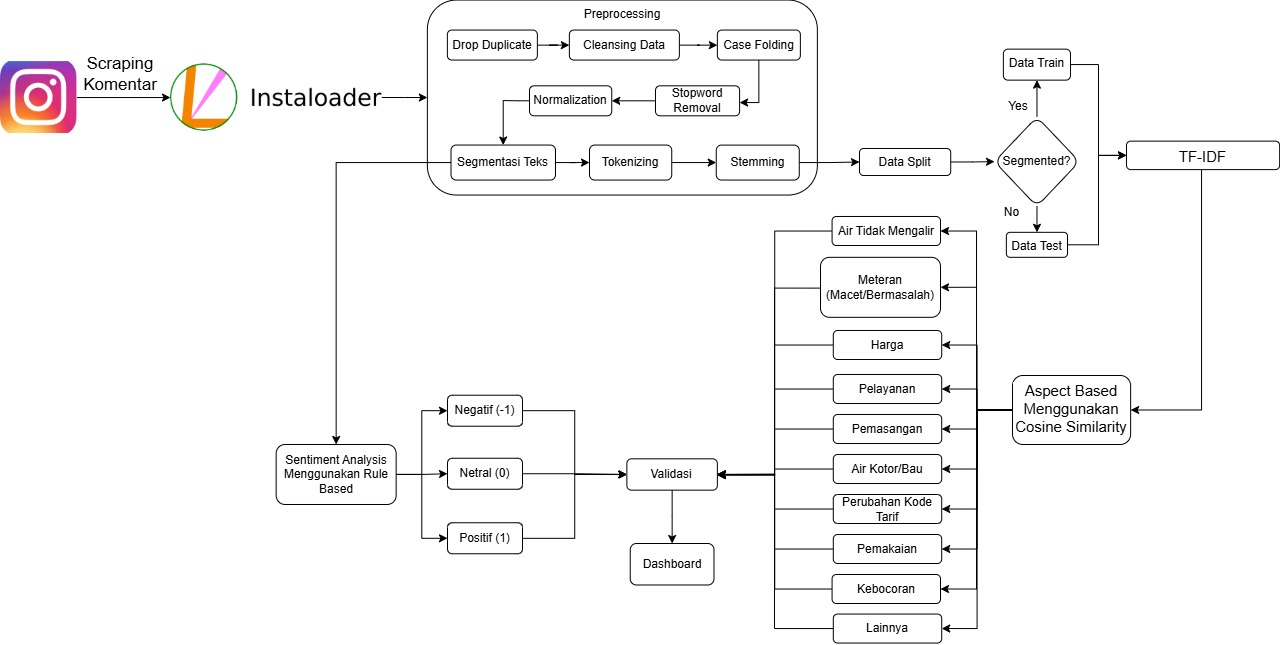 Scraping
Komentar
Instaloader
Preprocessing
Drop Duplicate
Cleansing Data
Case Folding
Normalization
Stopword
Removal
Segmentasi Teks
Tokenizing
Stemming
Data Split
Data Train
Yes
Segmented?
No
Data Test
TF-IDF
Air Tidak Mengalir
Meteran
(Macet/Bermasalah)
Harga
Pelayanan
Pemasangan
Air Kotor/Bau
Perubahan Kode
Tarif
Pemakaian
Kebocoran
Lainnya
Aspect Based
Menggunakan
Cosine Similarity
Sentiment Analysis
Menggunakan Rule
Based
Negatif (-1)
Netral (0)
Positif (1)
Validasi
Dashboard